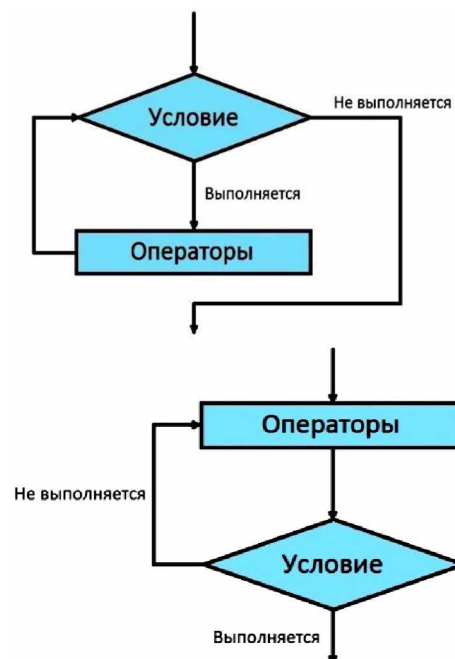 Не выполняется
Условие
Выполняется
Операторы
Операторы
Не выполняется
Условие
Выполняется